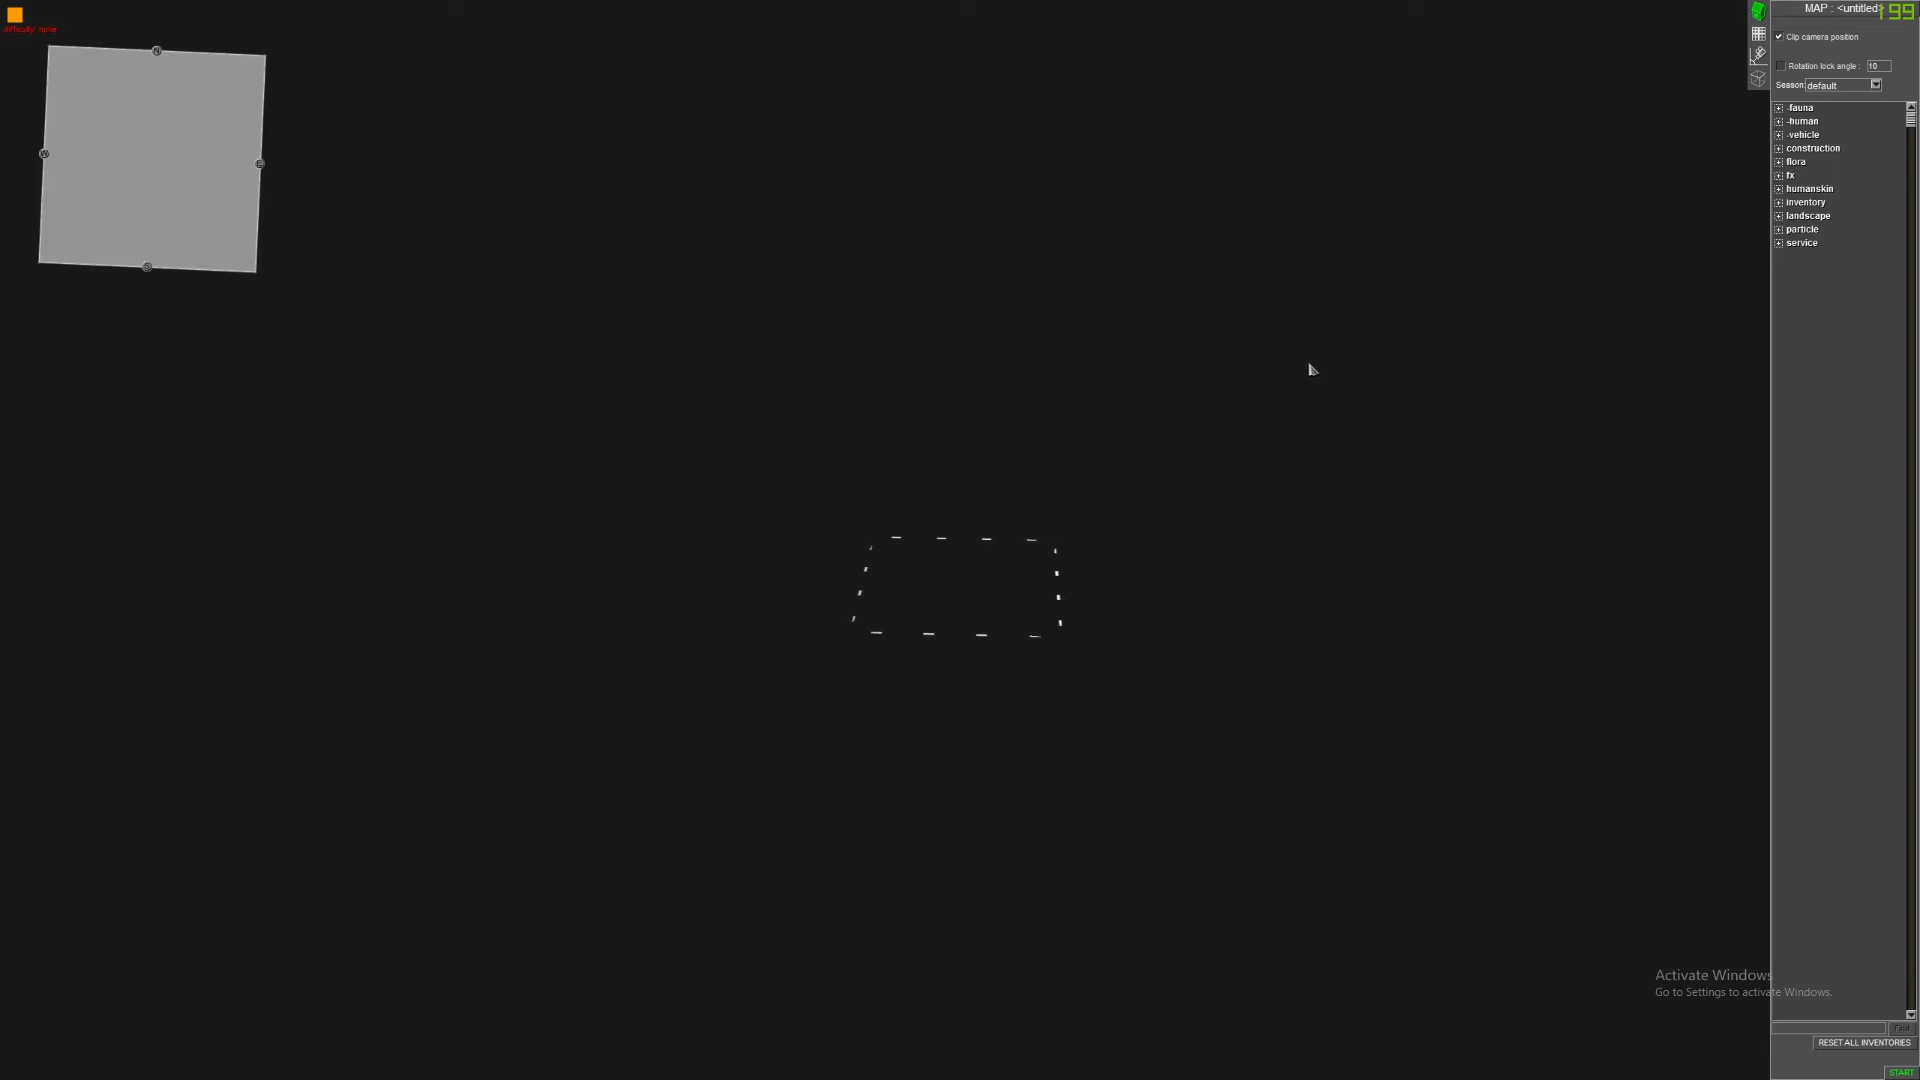 difficulty: none
N
W
E
S
MAP : <untitled>
199
Clip camera position
Rotation lock angle : 10
Season: default
-fauna
-human
-vehicle
construction
flora
fx
humanskin
inventory
landscape
particle
service
Activate Windows
Go to Settings to activate Windows.
Find
RESET ALL INVENTORIES
START